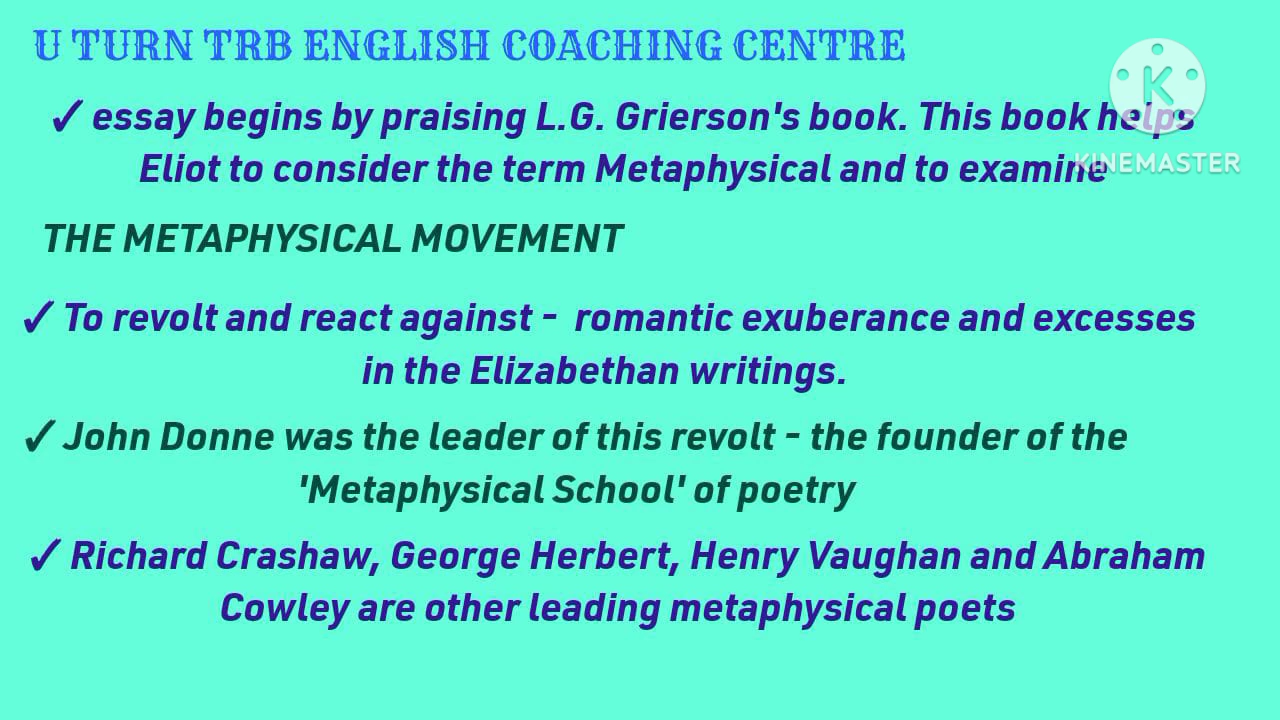 U TURN TRB ENGLISH COACHING CENTRE
✓ essay begins by praising L.G. Grierson's book. This book helps
Eliot to consider the term Metaphysical and to examine
KINEMASTER
THE METAPHYSICAL MOVEMENT
✓ To revolt and react against - romantic exuberance and excesses
in the Elizabethan writings.
✓ John Donne was the leader of this revolt - the founder of the
'Metaphysical School' of poetry
✓ Richard Crashaw, George Herbert, Henry Vaughan and Abraham
Cowley are other leading metaphysical poets